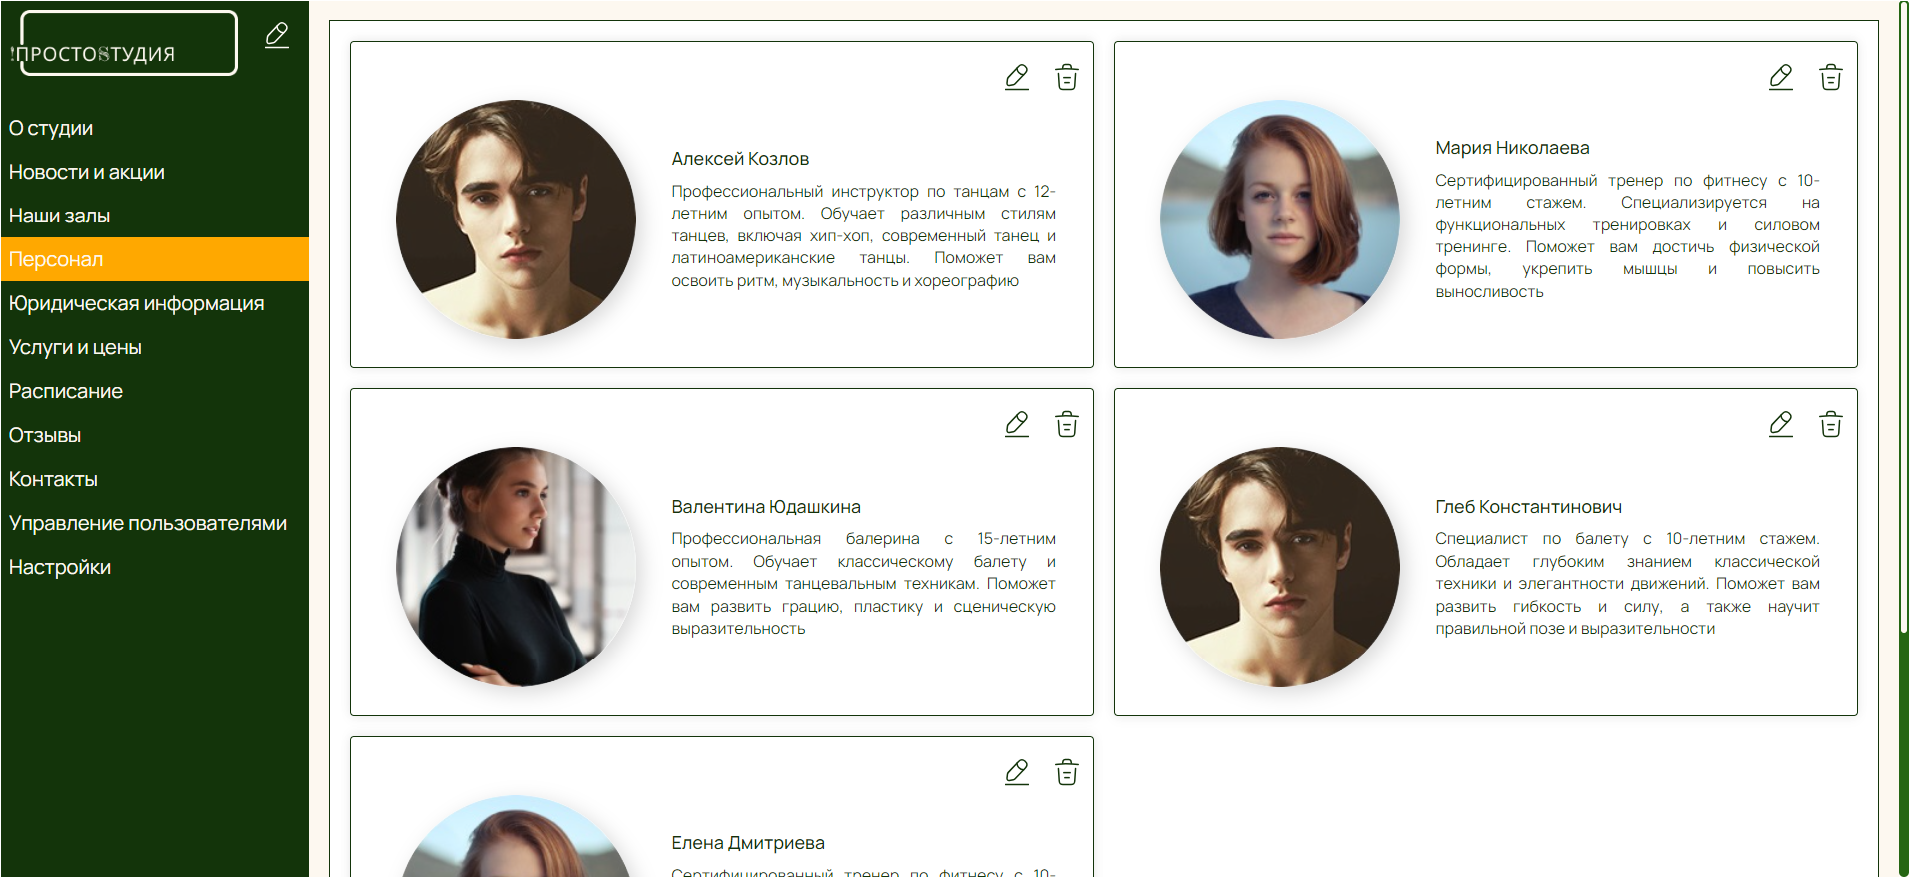 !ПРОСТОSТУДИЯ
О студии
Новости и акции
Наши залы
Персонал
Юридическая информация
Услуги и цены
Расписание
Отзывы
Контакты
Управление пользователями
Настройки
Алексей Козлов
Профессиональный инструктор по танцам с 12-
летним опытом. Обучает различным стилям
танцев, включая хип-хоп, современный танец и
латиноамериканские танцы. Поможет вам
освоить ритм, музыкальность и хореографию
Мария Николаева
Сертифицированный тренер по фитнесу с 10-
летним стажем. Специализируется на
функциональных тренировках и силовом
тренинге. Поможет вам достичь физической
формы, укрепить мышцы и повысить
выносливость
Валентина Юдашкина
Профессиональная балерина с 15-летним
опытом. Обучает классическому балету и
современным танцевальным техникам. Поможет
вам развить грацию, пластику и сценическую
выразительность
Глеб Константинович
Специалист по балету с 10-летним стажем.
Обладает глубоким знанием классической
техники и элегантности движений. Поможет вам
развить гибкость и силу, а также научит
правильной позе и выразительности
Елена Дмитриева
Сертифицированный тренер по фитнесу с 10-